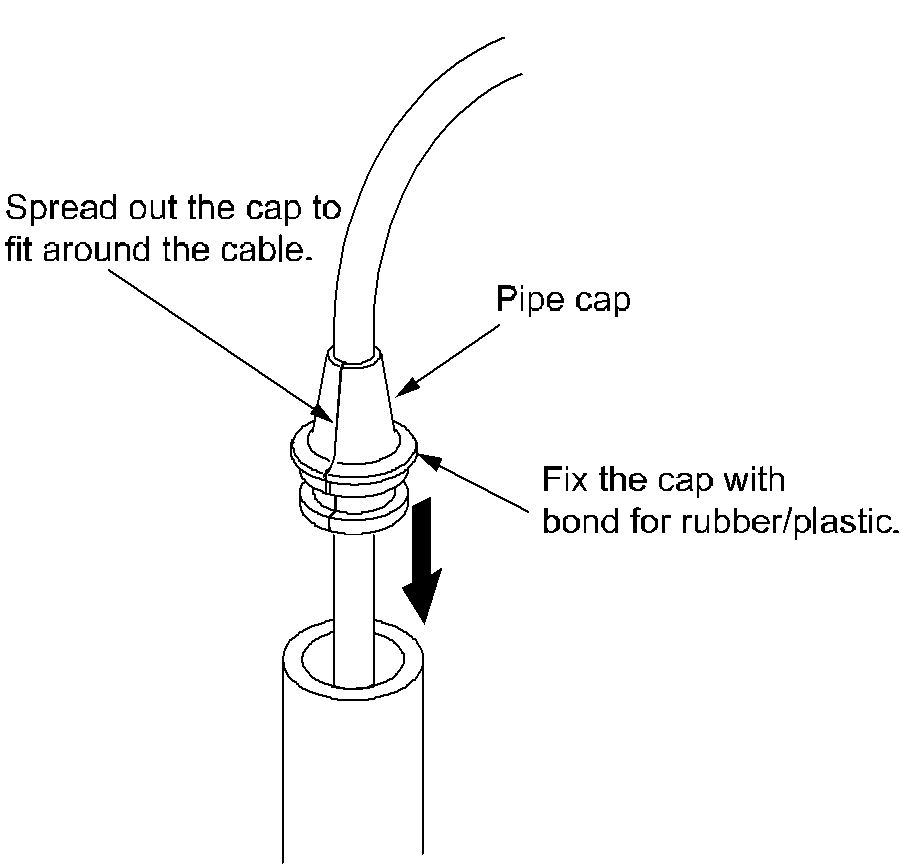 Spread out the cap to
fit around the cable.
Pipe cap
Fix the cap with
bond for rubber/plastic.